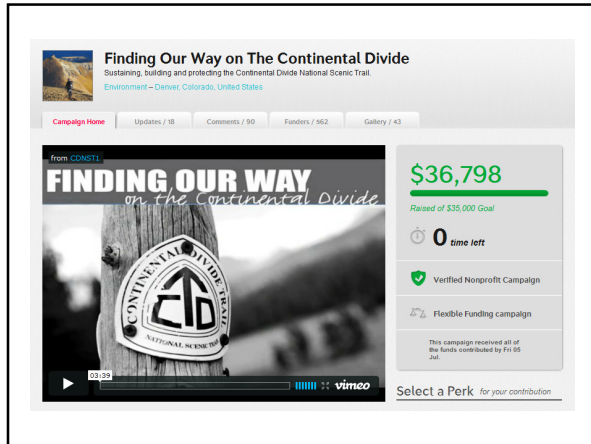 Finding Our Way on The Continental Divide
Sustaining, building and protecting the Continental Divide National Scenic Trail.
Environment – Denver, Colorado, United States
Campaign Home
Updates / 18
Comments / 90
Funders / 562
Gallery / 43
from CDNST1
FINDING OUR WAY
on the Continental Divide
CONTINENTAL DIVIDE TRAIL
CDT
NATIONAL SCENIC TRAIL
03:39
vimeo
$36,798
Raised of $35,000 Goal
0 time left
Verified Nonprofit Campaign
Flexible Funding campaign
This campaign received all of
the funds contributed by Fri 05
Jul.
Select a Perk for your contribution